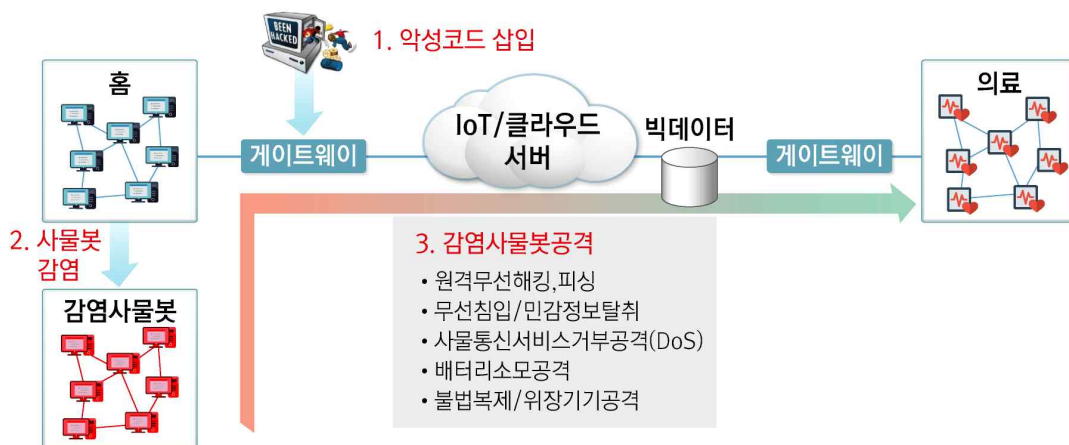 BEEN
HACKED
1. 악성코드 삽입
홈
게이트웨이
IoT/클라우드
서버
빅데이터
게이트웨이
의료
2. 사물봇
감염
감염사물봇
3. 감염사물봇공격
• 원격무선해킹,피싱
• 무선침입/민감정보탈취
• 사물통신서비스거부공격(DoS)
• 배터리소모공격
• 불법복제/위장기기공격